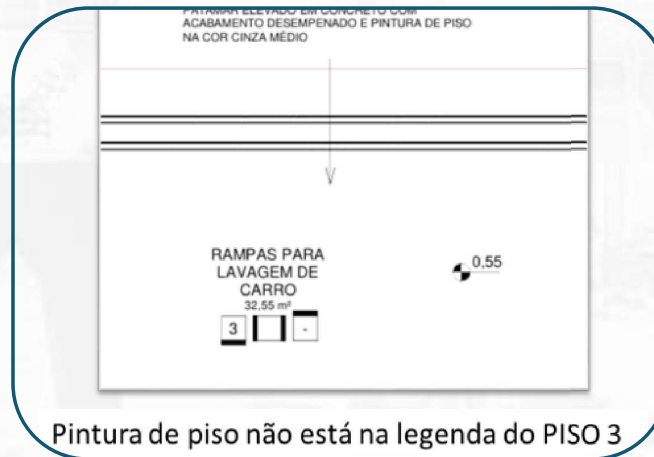 PATAMAR ELEVADO EM CONCRETO COM
ACABAMENTO DESEMPENADO E PINTURA DE PISO
NA COR CINZA MÉDIO
RAMPAS PARA
LAVAGEM DE
CARRO
32,55 m²
0,55
3 -
Pintura de piso não está na legenda do PISO 3